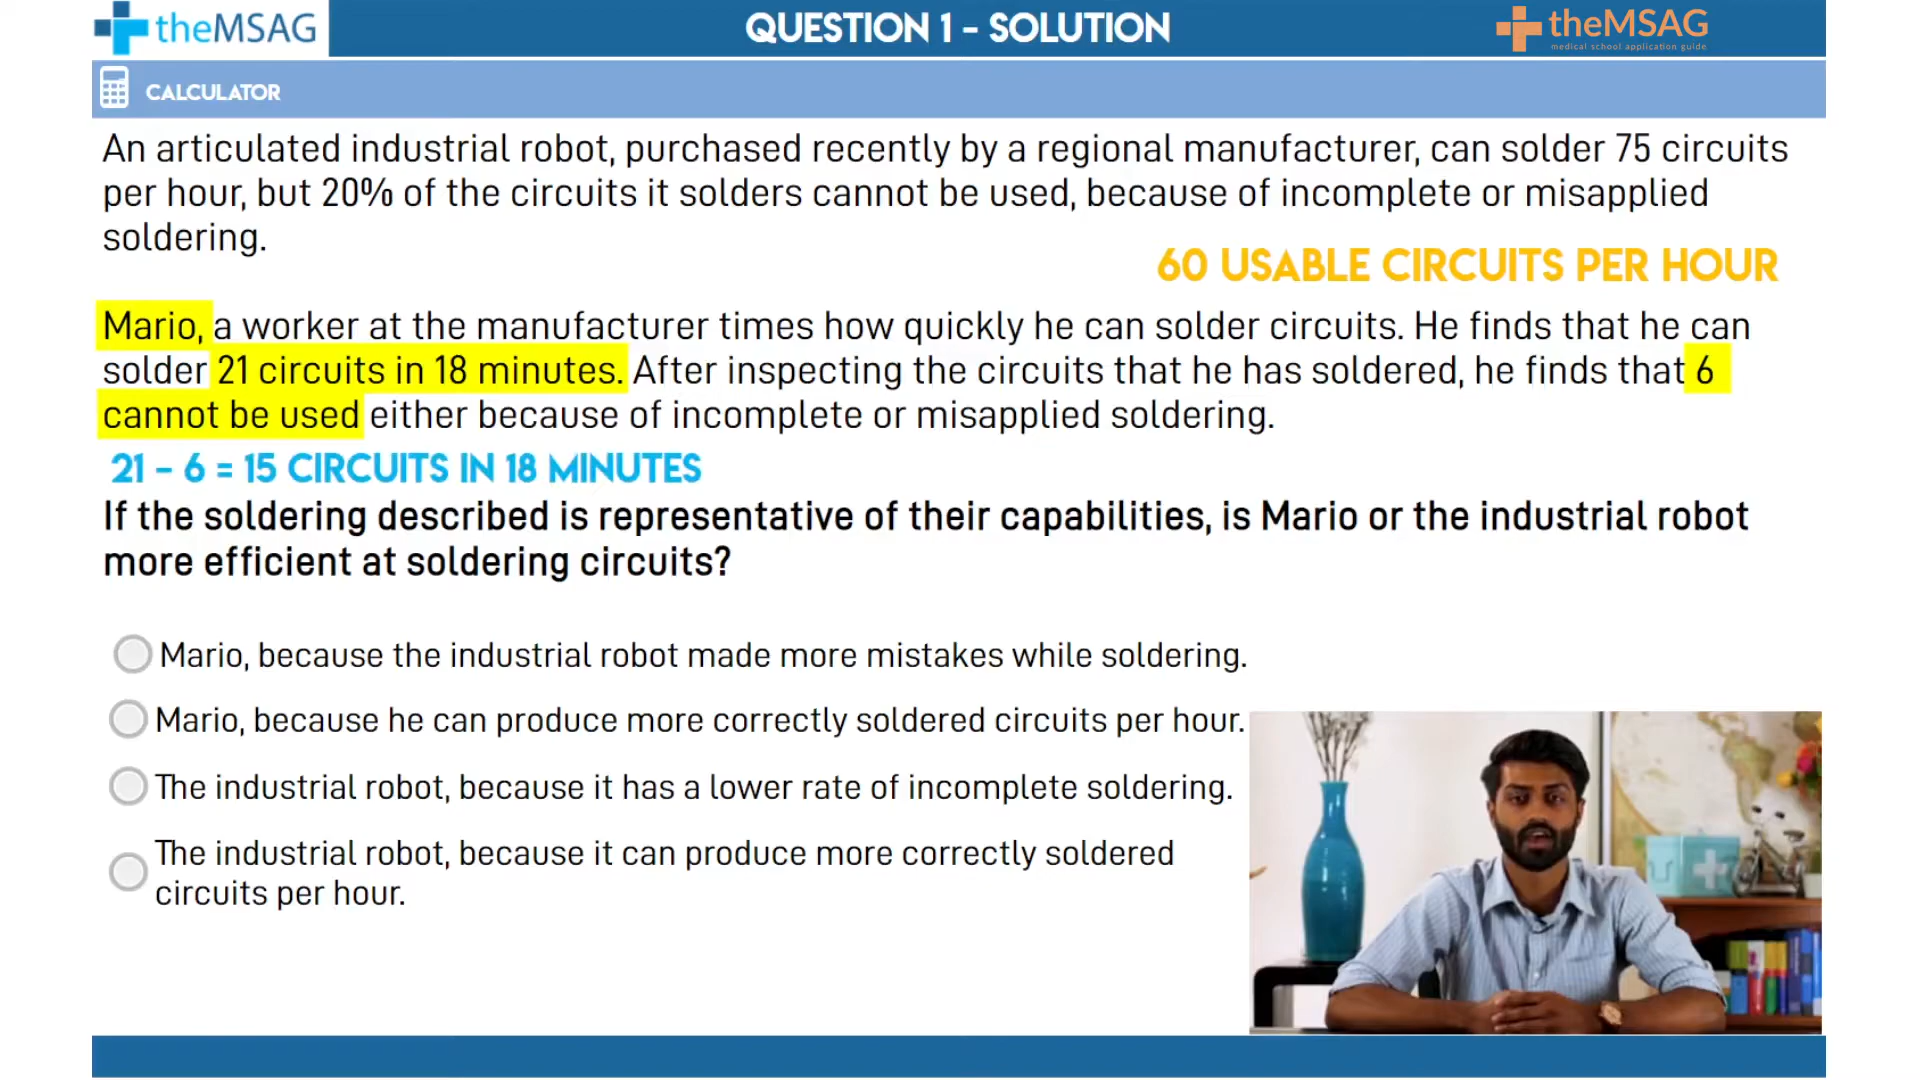 theMSAG
QUESTION 1 - SOLUTION
theMSAG
medical school application guide
CALCULATOR
An articulated industrial robot, purchased recently by a regional manufacturer, can solder 75 circuits
per hour, but 20% of the circuits it solders cannot be used, because of incomplete or misapplied
soldering.
60 USABLE CIRCUITS PER HOUR
Mario, a worker at the manufacturer times how quickly he can solder circuits. He finds that he can
solder 21 circuits in 18 minutes. After inspecting the circuits that he has soldered, he finds that 6
cannot be used either because of incomplete or misapplied soldering.
21 - 6 = 15 CIRCUITS IN 18 MINUTES
If the soldering described is representative of their capabilities, is Mario or the industrial robot
more efficient at soldering circuits?
Mario, because the industrial robot made more mistakes while soldering.
Mario, because he can produce more correctly soldered circuits per hour.
The industrial robot, because it has a lower rate of incomplete soldering.
The industrial robot, because it can produce more correctly soldered
circuits per hour.